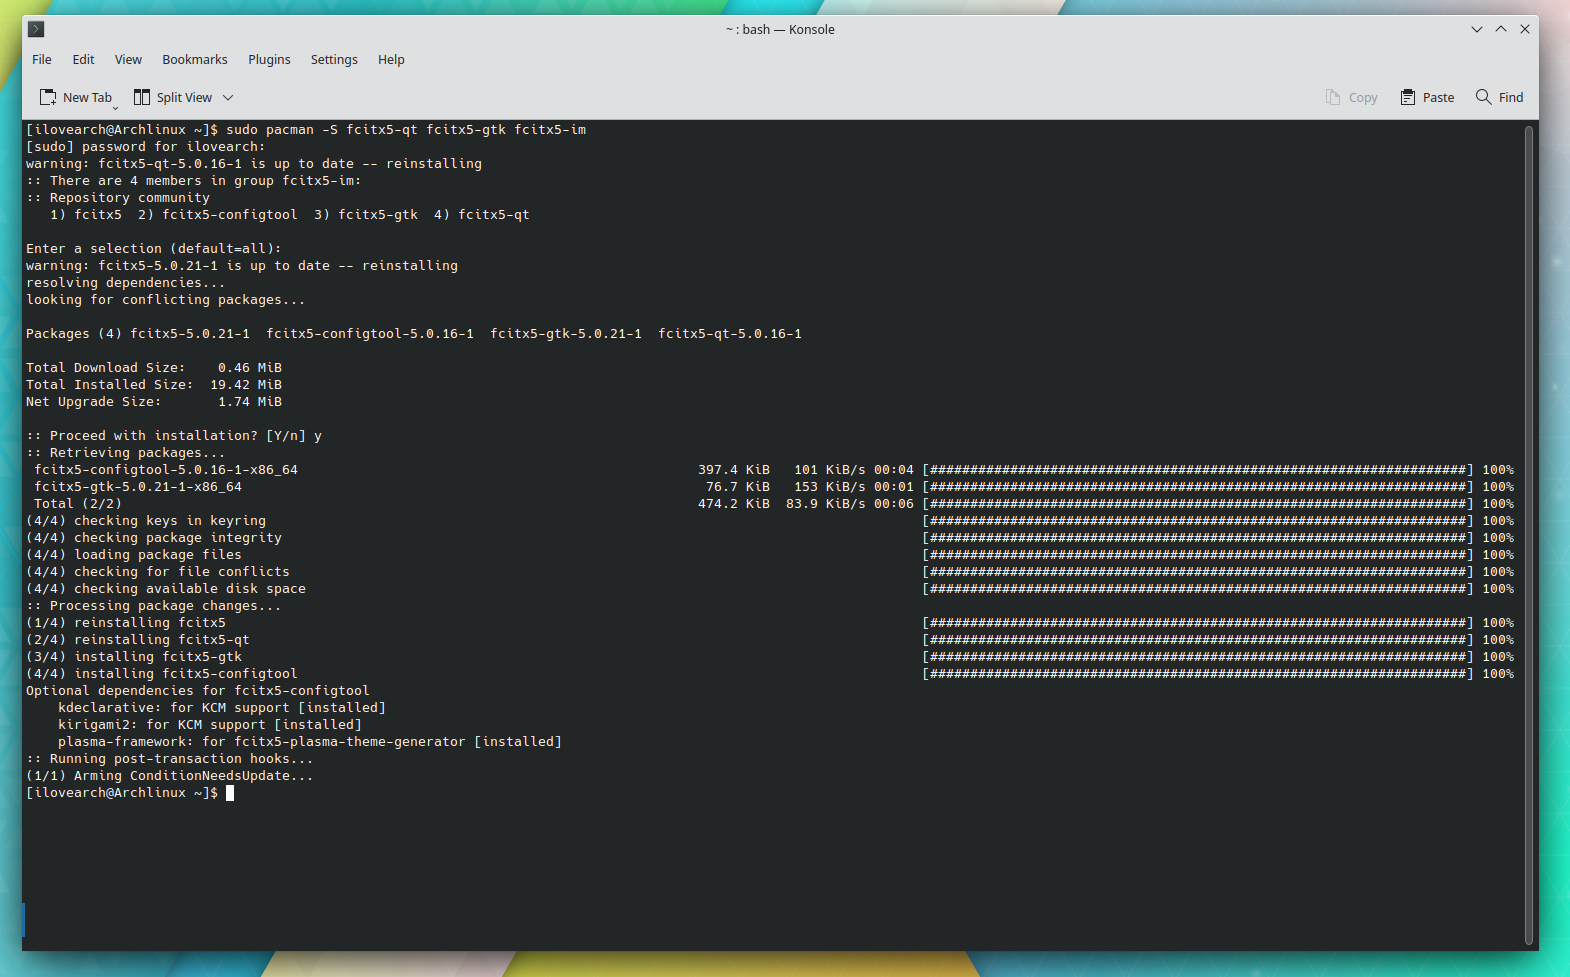 ~ : bash — Konsole
File Edit View Bookmarks Plugins Settings Help
New Tab Split View Copy Paste Find
[ilovearch@Archlinux ~]$ sudo pacman -S fcitx5-qt fcitx5-gtk fcitx5-im
[sudo] password for ilovearch:
warning: fcitx5-qt-5.0.16-1 is up to date -- reinstalling
:: There are 4 members in group fcitx5-im:
:: Repository community
   1) fcitx5  2) fcitx5-configtool  3) fcitx5-gtk  4) fcitx5-qt
Enter a selection (default=all):
warning: fcitx5-5.0.21-1 is up to date -- reinstalling
resolving dependencies...
looking for conflicting packages...
Packages (4) fcitx5-5.0.21-1  fcitx5-configtool-5.0.16-1  fcitx5-gtk-5.0.21-1  fcitx5-qt-5.0.16-1
Total Download Size:    0.46 MiB
Total Installed Size:  19.42 MiB
Net Upgrade Size:       1.74 MiB
:: Proceed with installation? [Y/n] y
:: Retrieving packages...
 fcitx5-configtool-5.0.16-1-x86_64 397.4 KiB   101 KiB/s 00:04 [###################################################################] 100%
 fcitx5-gtk-5.0.21-1-x86_64 76.7 KiB   153 KiB/s 00:01 [###################################################################] 100%
 Total (2/2) 474.2 KiB  83.9 KiB/s 00:06 [###################################################################] 100%
(4/4) checking keys in keyring [###################################################################] 100%
(4/4) checking package integrity [###################################################################] 100%
(4/4) loading package files [###################################################################] 100%
(4/4) checking for file conflicts [###################################################################] 100%
(4/4) checking available disk space [###################################################################] 100%
:: Processing package changes...
(1/4) reinstalling fcitx5 [###################################################################] 100%
(2/4) reinstalling fcitx5-qt [###################################################################] 100%
(3/4) installing fcitx5-gtk [###################################################################] 100%
(4/4) installing fcitx5-configtool [###################################################################] 100%
Optional dependencies for fcitx5-configtool
    kdeclarative: for KCM support [installed]
    kirigami2: for KCM support [installed]
    plasma-framework: for fcitx5-plasma-theme-generator [installed]
:: Running post-transaction hooks...
(1/1) Arming ConditionNeedsUpdate...
[ilovearch@Archlinux ~]$